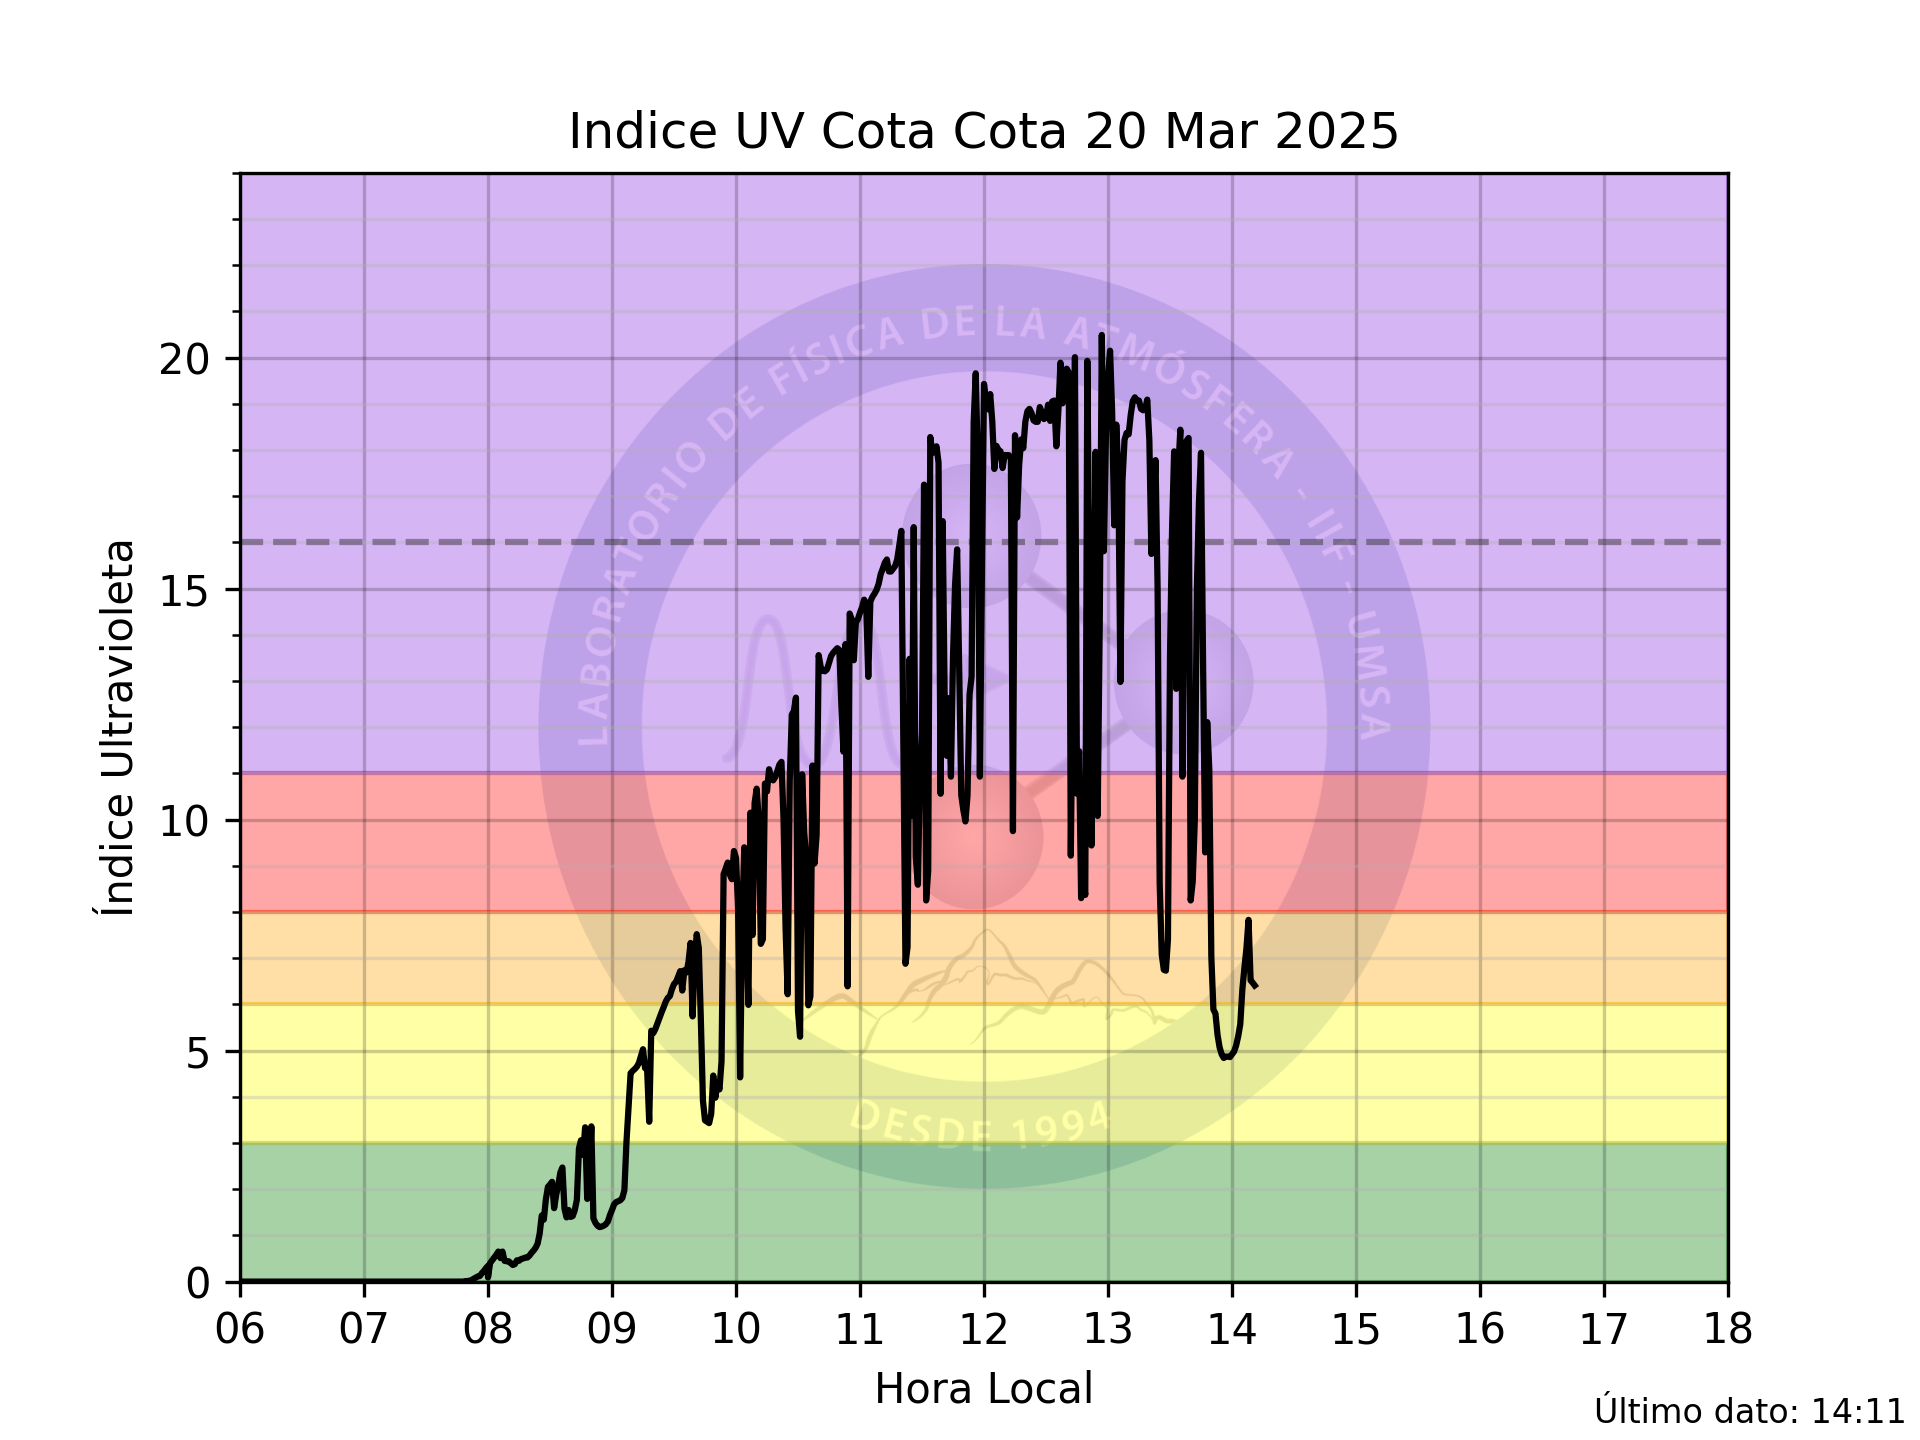 Indice UV Cota Cota 20 Mar 2025
Índice Ultravioleta
20
15
10
5
0
LABORATORIO DE FÍSICA DE LA ATMÓSFERA - IIF - UMSA
DESDE 1994
06 07 08 09 10 11 12 13 14 15 16 17 18
Hora Local
Último dato: 14:11